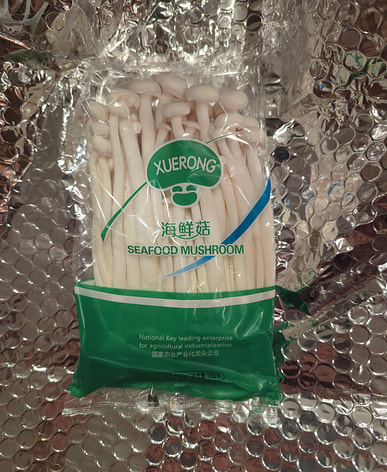 XUERONG
海鲜菇
SEAFOOD MUSHROOM
National Key leading enterprise
for agricultural industrialisation
国家农业产业化龙头企业